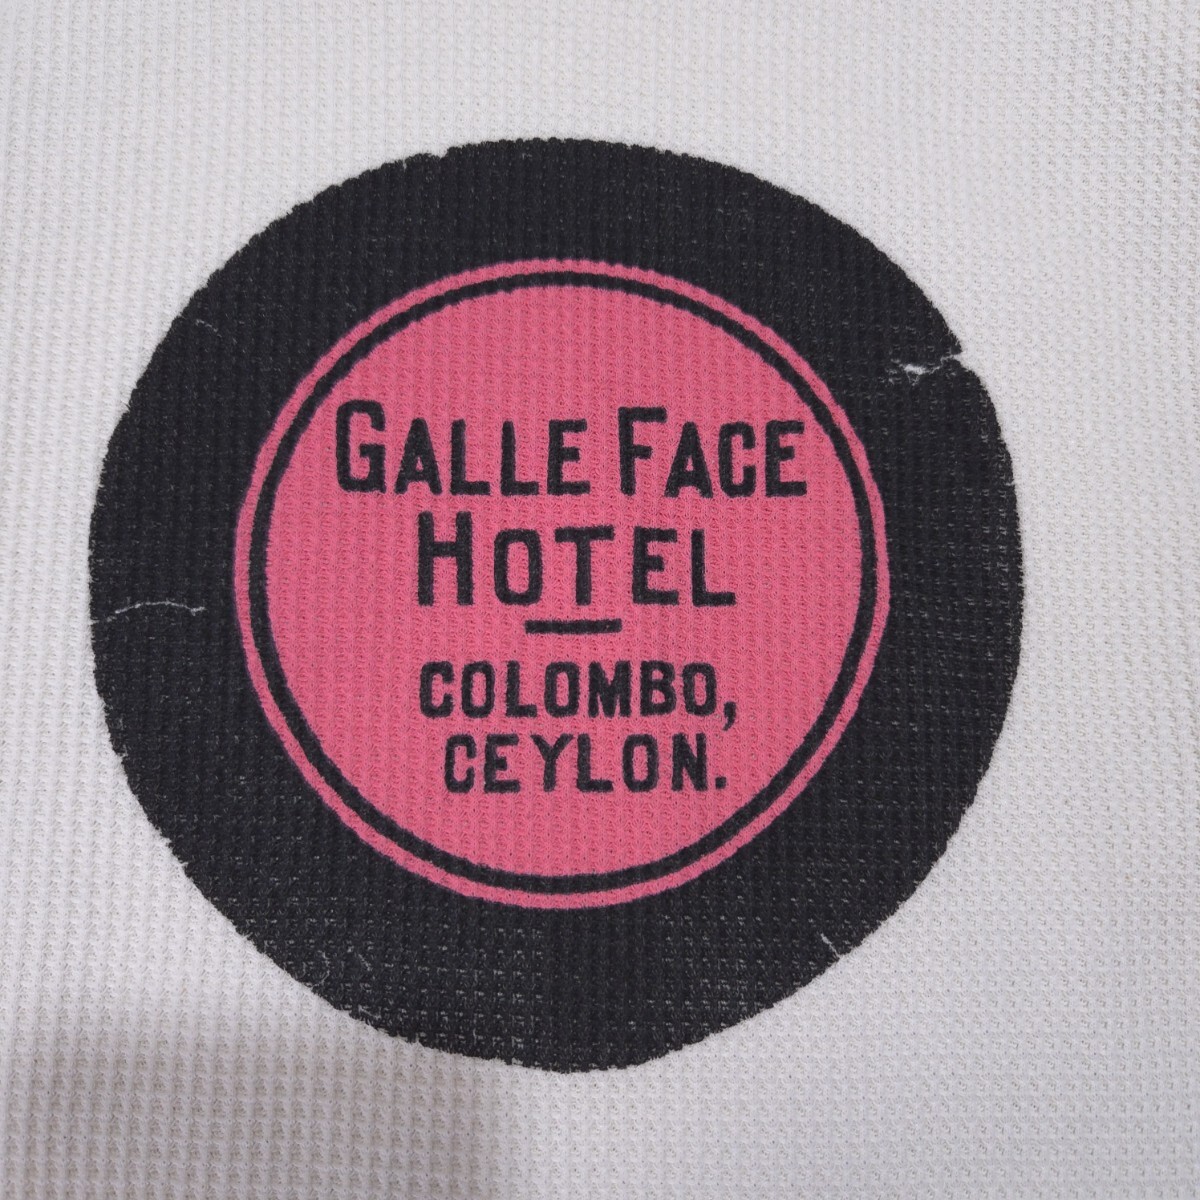 GALLE FACE
HOTEL
COLOMBO,
CEYLON.